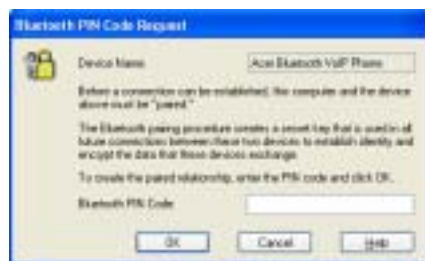 Bluetooth PIN Code Request
Device Name: Acer Bluetooth VoIP Phone
Before a connection can be established, this computer and the device
above must be "paired."
The Bluetooth pairing procedure creates a secret key that is used in all
future connections between these two devices to establish identity and
encrypt the data that these devices exchange.
To create the paired relationship, enter the PIN code and click OK.
Bluetooth PIN Code:
OK Cancel Help